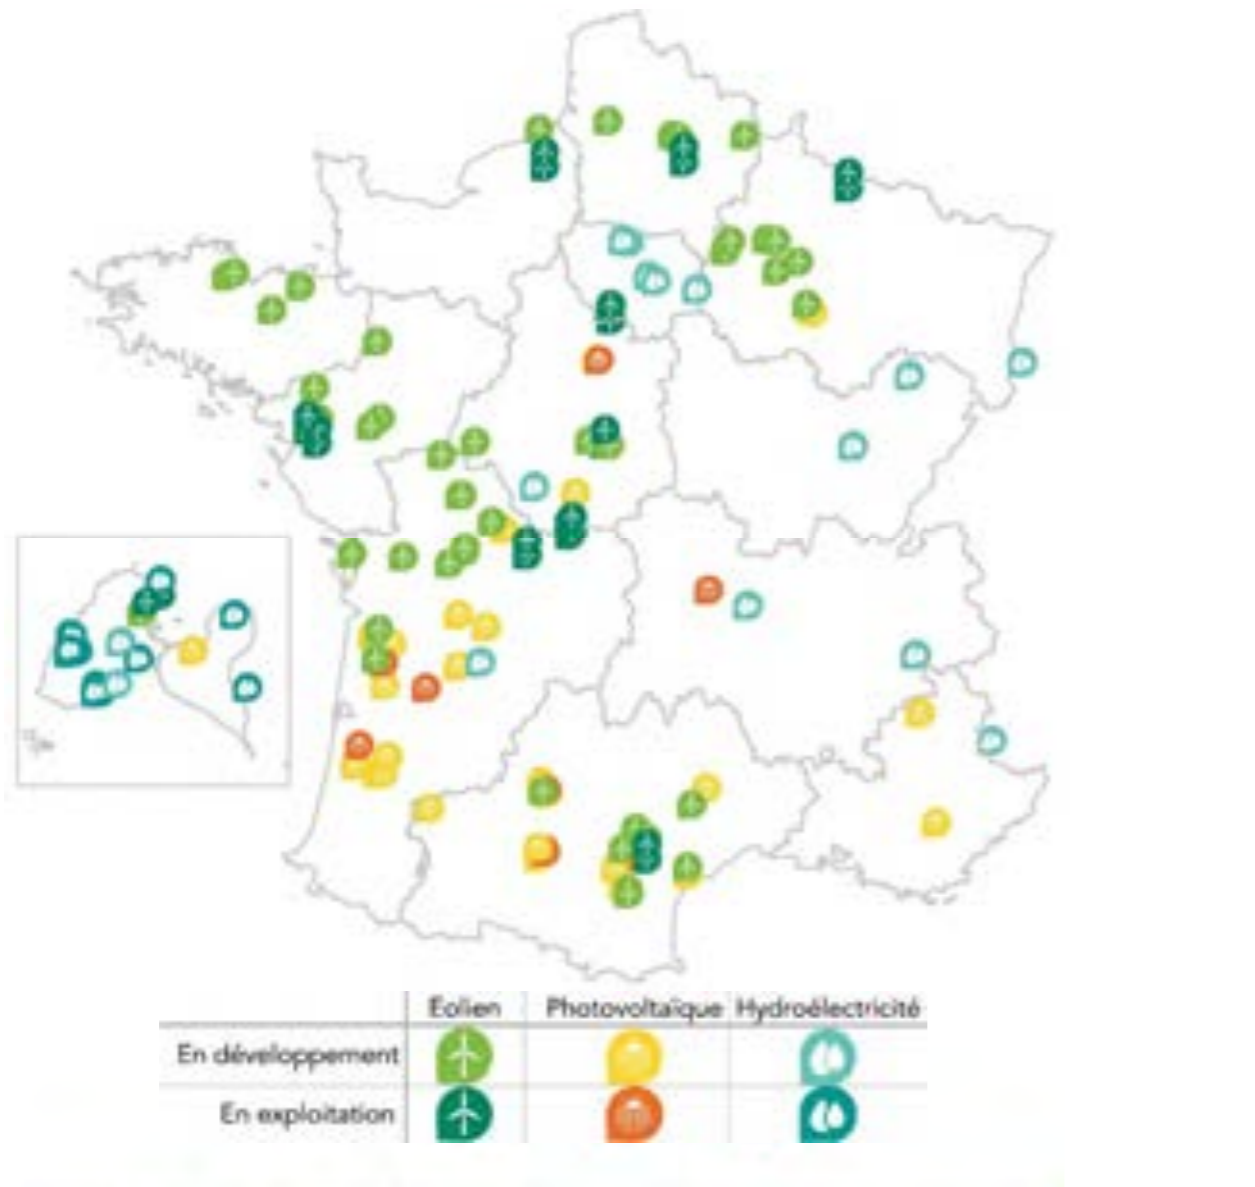 Eolien Photovoltaïque Hydroélectricité
En développement
En exploitation